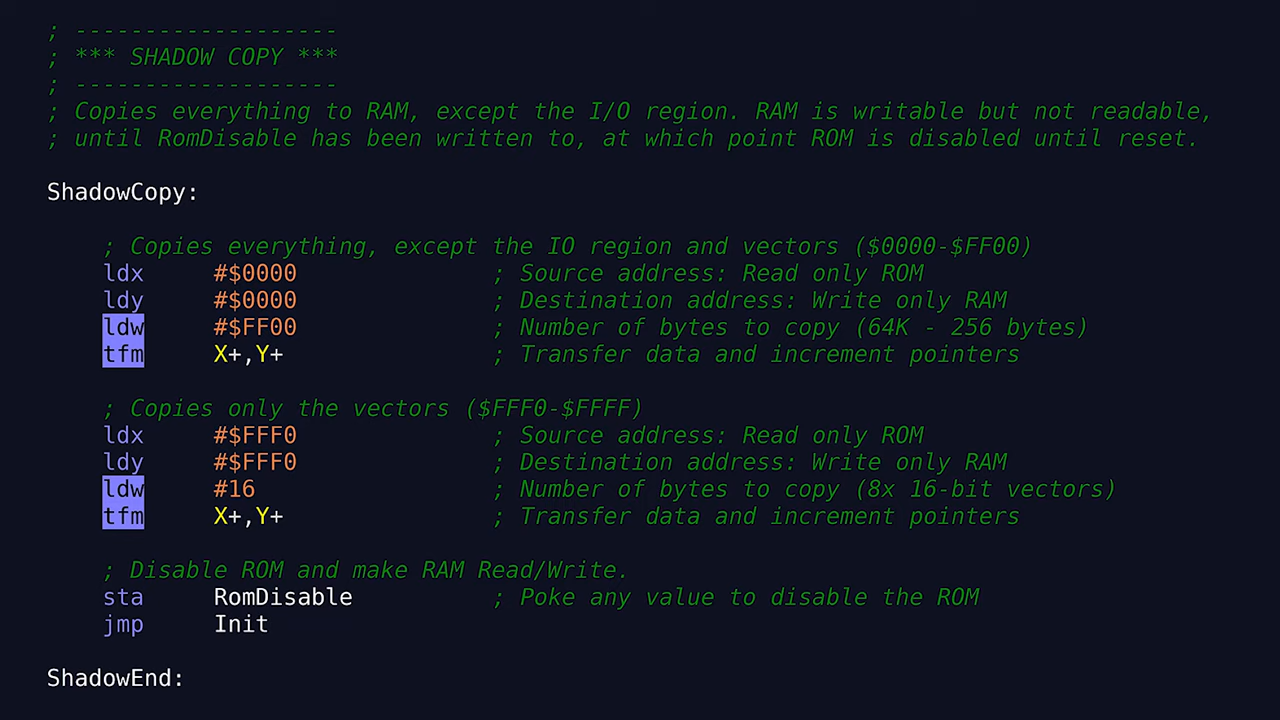 ; -------------------
; *** SHADOW COPY ***
; -------------------
; Copies everything to RAM, except the I/O region. RAM is writable but not readable,
; until RomDisable has been written to, at which point ROM is disabled until reset.
ShadowCopy:
; Copies everything, except the IO region and vectors ($0000-$FF00)
ldx #$0000 ; Source address: Read only ROM
ldy #$0000 ; Destination address: Write only RAM
ldw #$FF00 ; Number of bytes to copy (64K - 256 bytes)
tfm X+,Y+ ; Transfer data and increment pointers
; Copies only the vectors ($FFF0-$FFFF)
ldx #$FFF0 ; Source address: Read only ROM
ldy #$FFF0 ; Destination address: Write only RAM
ldw #16 ; Number of bytes to copy (8x 16-bit vectors)
tfm X+,Y+ ; Transfer data and increment pointers
; Disable ROM and make RAM Read/Write.
sta RomDisable ; Poke any value to disable the ROM
jmp Init
ShadowEnd: